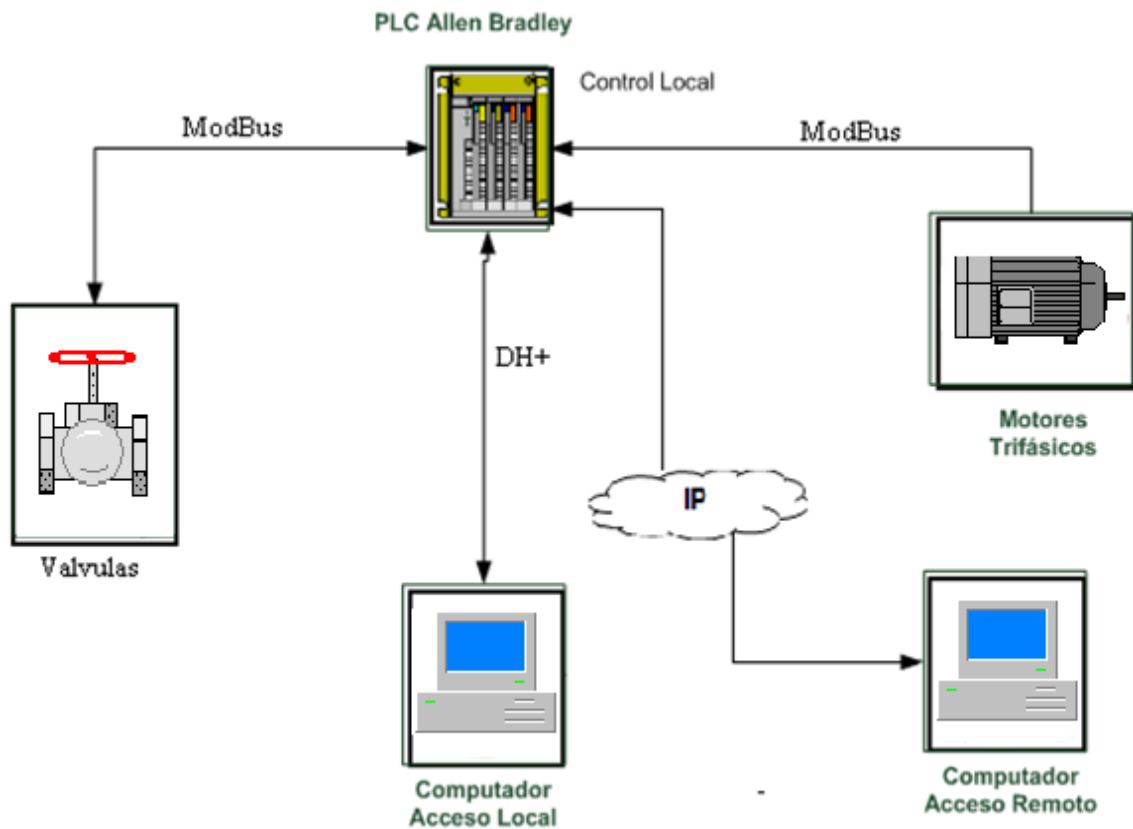 PLC Allen Bradley
Control Local
ModBus
ModBus
DH+
Motores
Trifásicos
IP
Valvulas
Computador
Acceso Local
-
Computador
Acceso Remoto